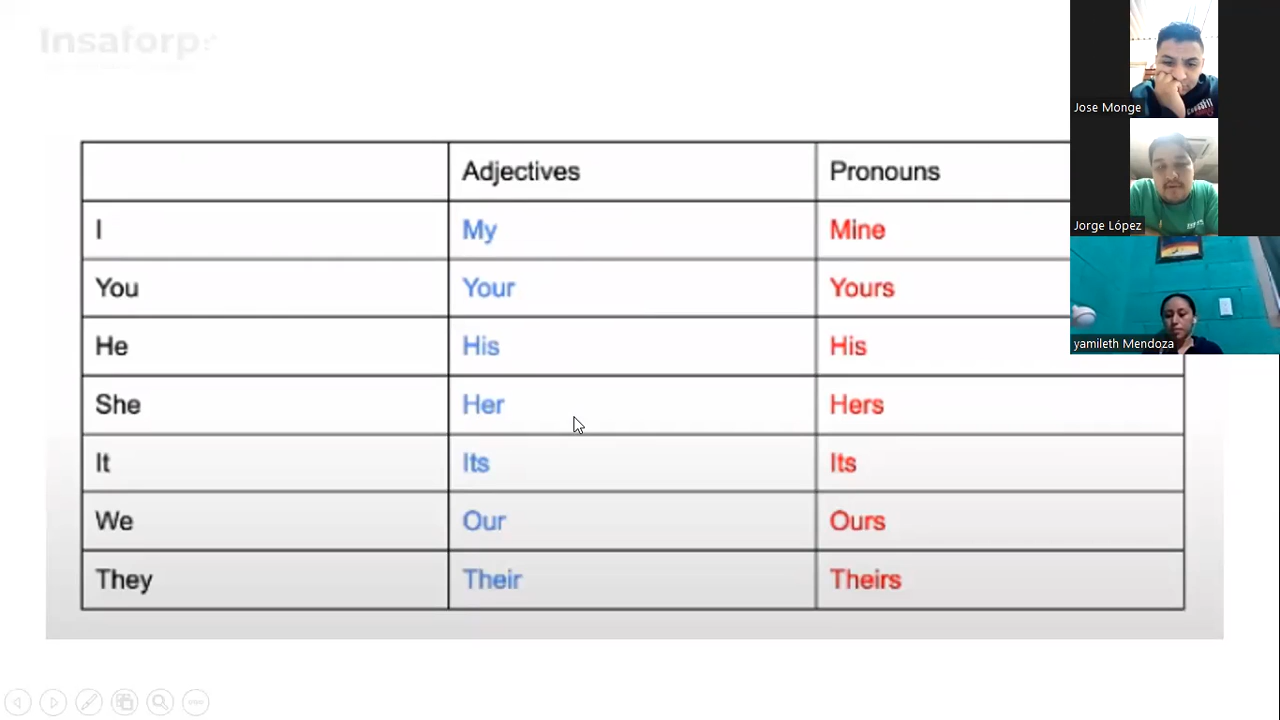 Insaforp
Adjectives Pronouns
I My Mine
You Your Yours
He His His
She Her Hers
It Its Its
We Our Ours
They Their Theirs
Jose Monge
Jorge López
yamileth Mendoza